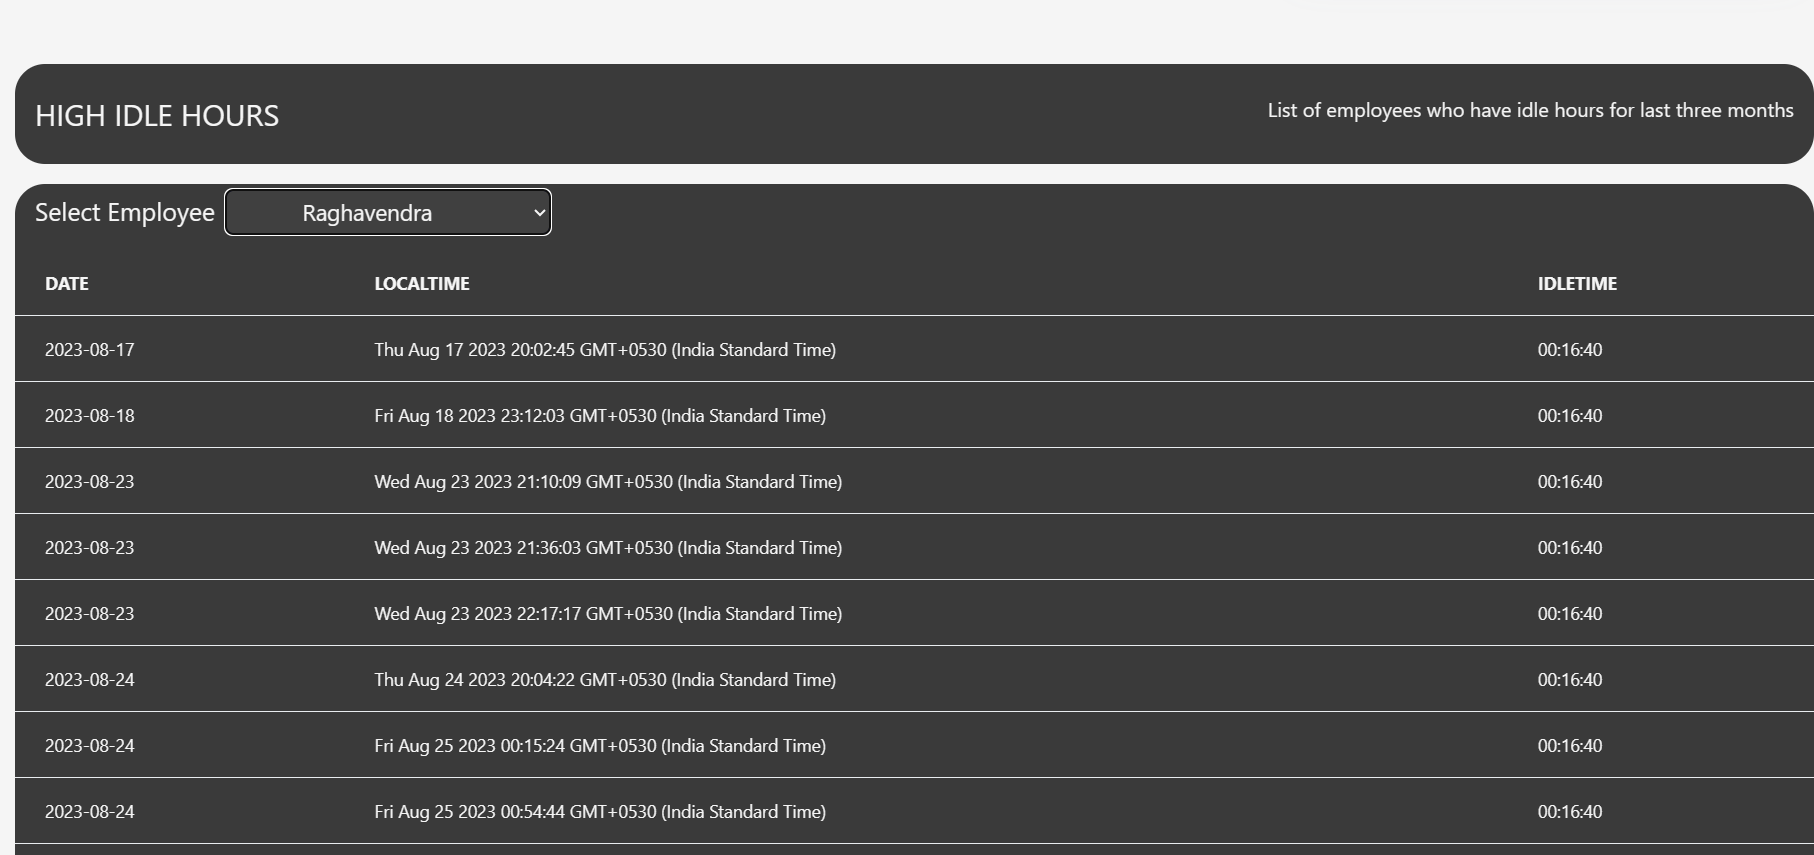 HIGH IDLE HOURS
List of employees who have idle hours for last three months
Select Employee Raghavendra
DATE LOCALTIME IDLETIME
2023-08-17 Thu Aug 17 2023 20:02:45 GMT+0530 (India Standard Time) 00:16:40
2023-08-18 Fri Aug 18 2023 23:12:03 GMT+0530 (India Standard Time) 00:16:40
2023-08-23 Wed Aug 23 2023 21:10:09 GMT+0530 (India Standard Time) 00:16:40
2023-08-23 Wed Aug 23 2023 21:36:03 GMT+0530 (India Standard Time) 00:16:40
2023-08-23 Wed Aug 23 2023 22:17:17 GMT+0530 (India Standard Time) 00:16:40
2023-08-24 Thu Aug 24 2023 20:04:22 GMT+0530 (India Standard Time) 00:16:40
2023-08-24 Fri Aug 25 2023 00:15:24 GMT+0530 (India Standard Time) 00:16:40
2023-08-24 Fri Aug 25 2023 00:54:44 GMT+0530 (India Standard Time) 00:16:40